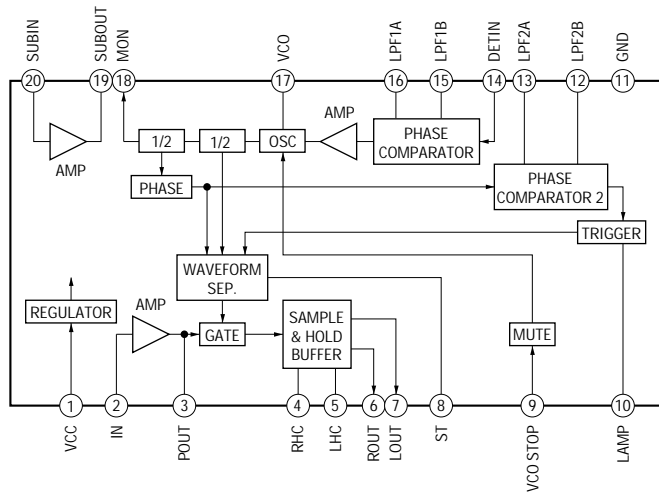 SUBIN
SUBOUT
MON
VCO
LPF1A
LPF1B
DETIN
LPF2A
LPF2B
GND
20
19
18
17
16
15
14
13
12
11
AMP
1/2
1/2
OSC
AMP
PHASE
COMPARATOR
PHASE
PHASE
COMPARATOR 2
TRIGGER
WAVEFORM
SEP.
REGULATOR
AMP
GATE
SAMPLE
& HOLD
BUFFER
MUTE
1
2
3
4
5
6
7
8
9
10
VCC
IN
POUT
RHC
LHC
ROUT
LOUT
ST
VCO STOP
LAMP